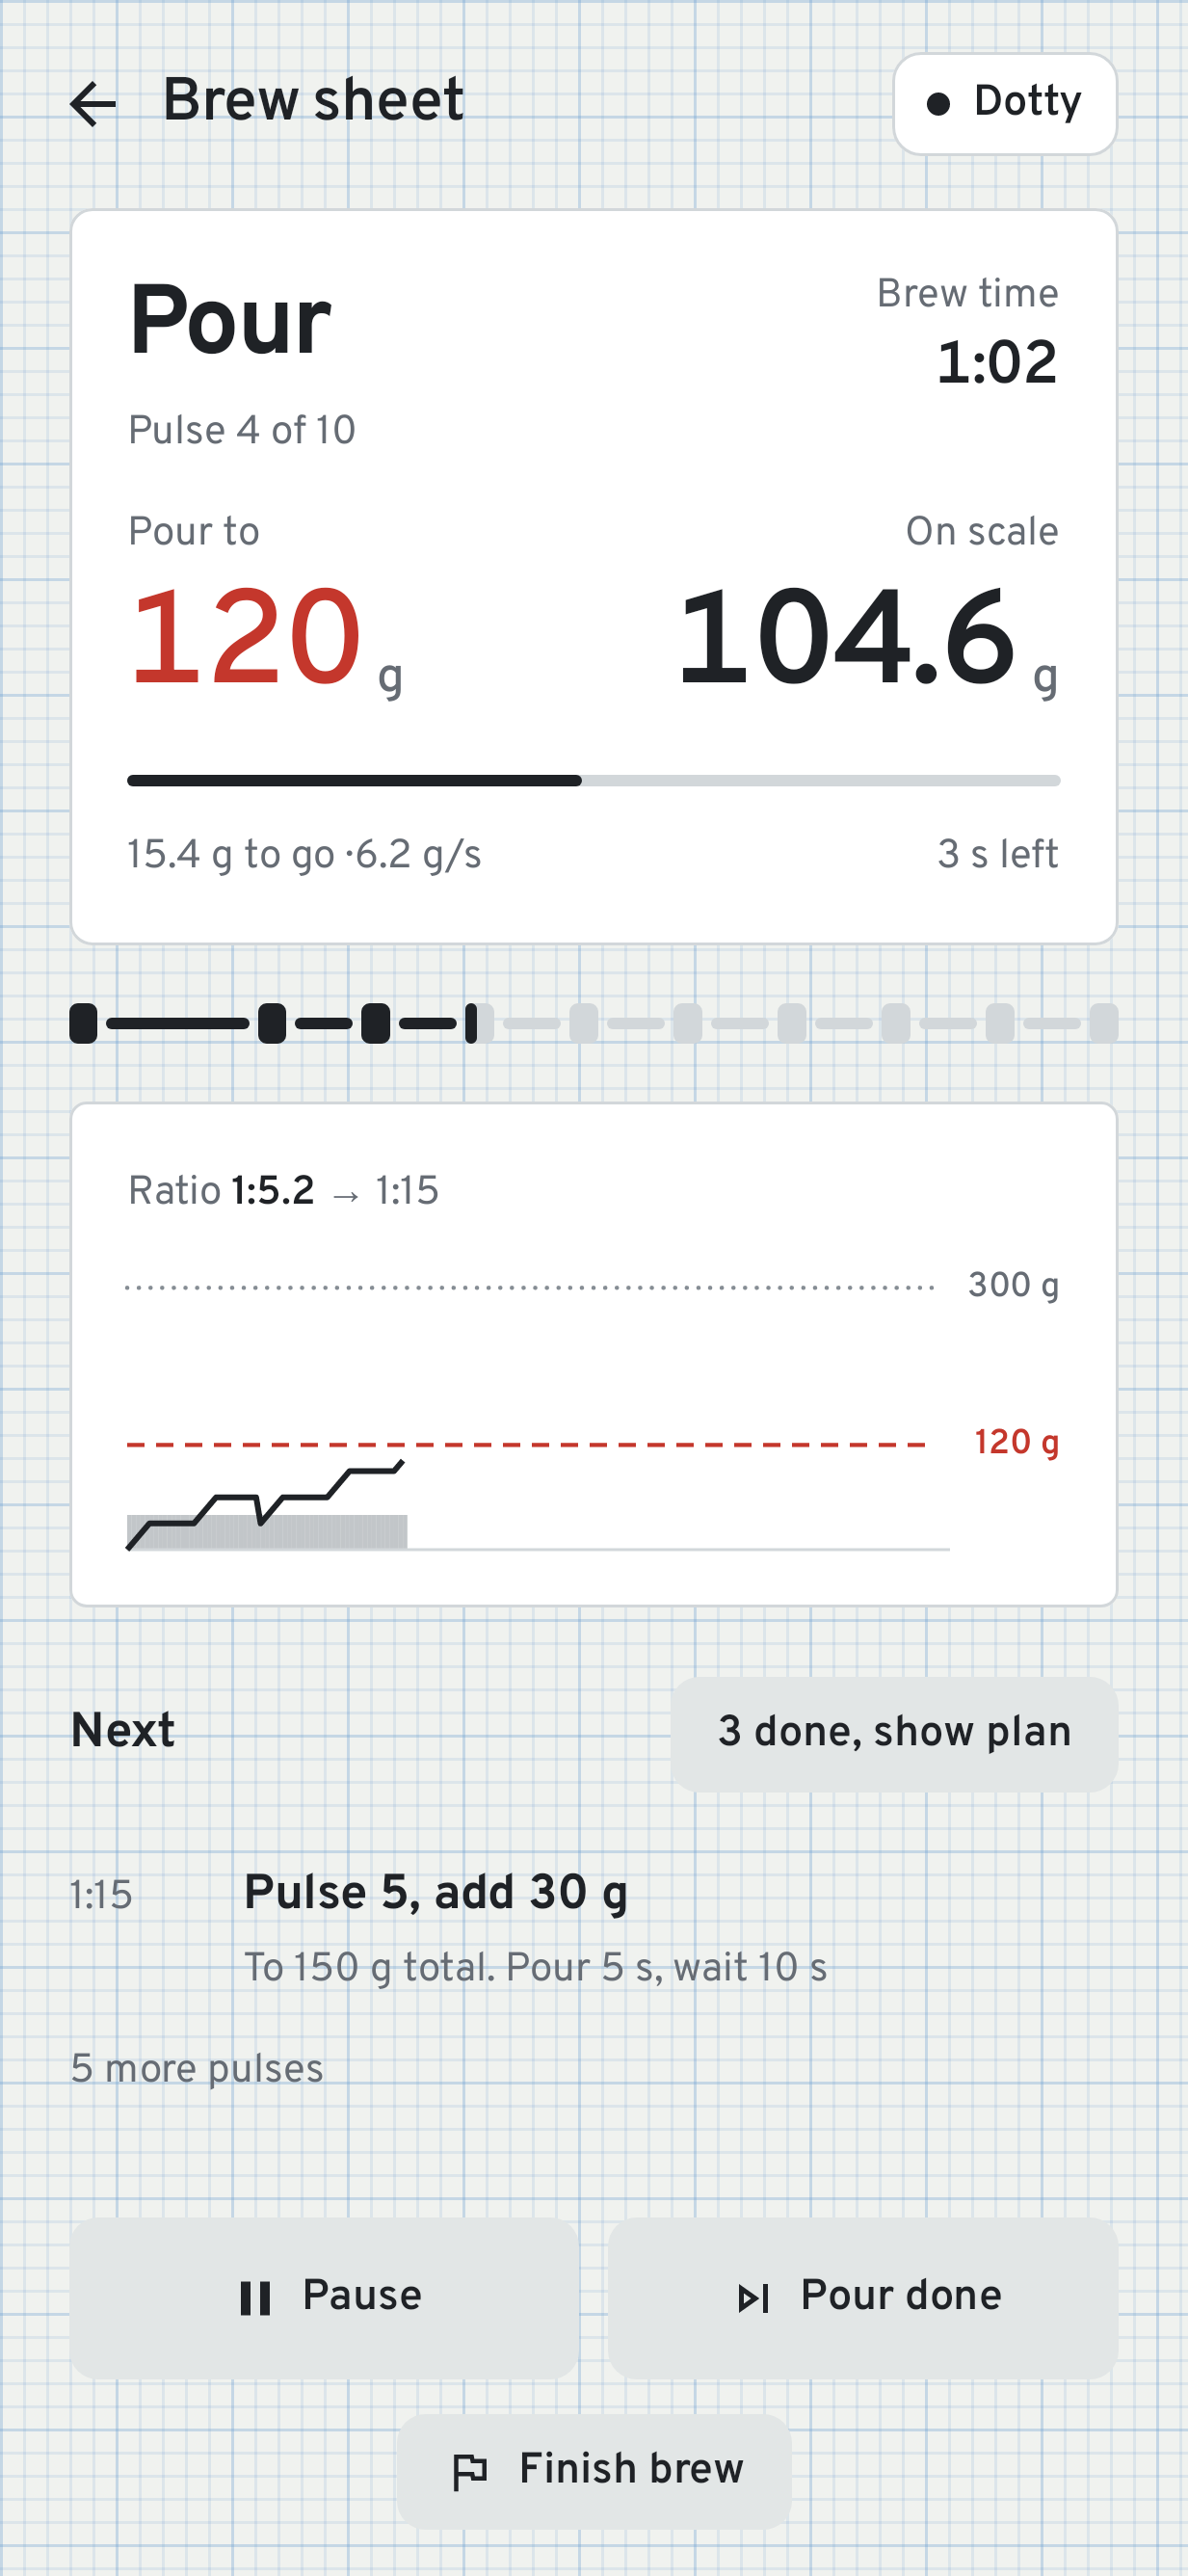 Brew sheet
Dotty
Pour
Brew time
1:02
Pulse 4 of 10
Pour to
On scale
120 g
104.6 g
15.4 g to go ·6.2 g/s
3 s left
Ratio 1:5.2 → 1:15
300 g
120 g
Next
3 done, show plan
1:15
Pulse 5, add 30 g
To 150 g total. Pour 5 s, wait 10 s
5 more pulses
Pause
Pour done
Finish brew